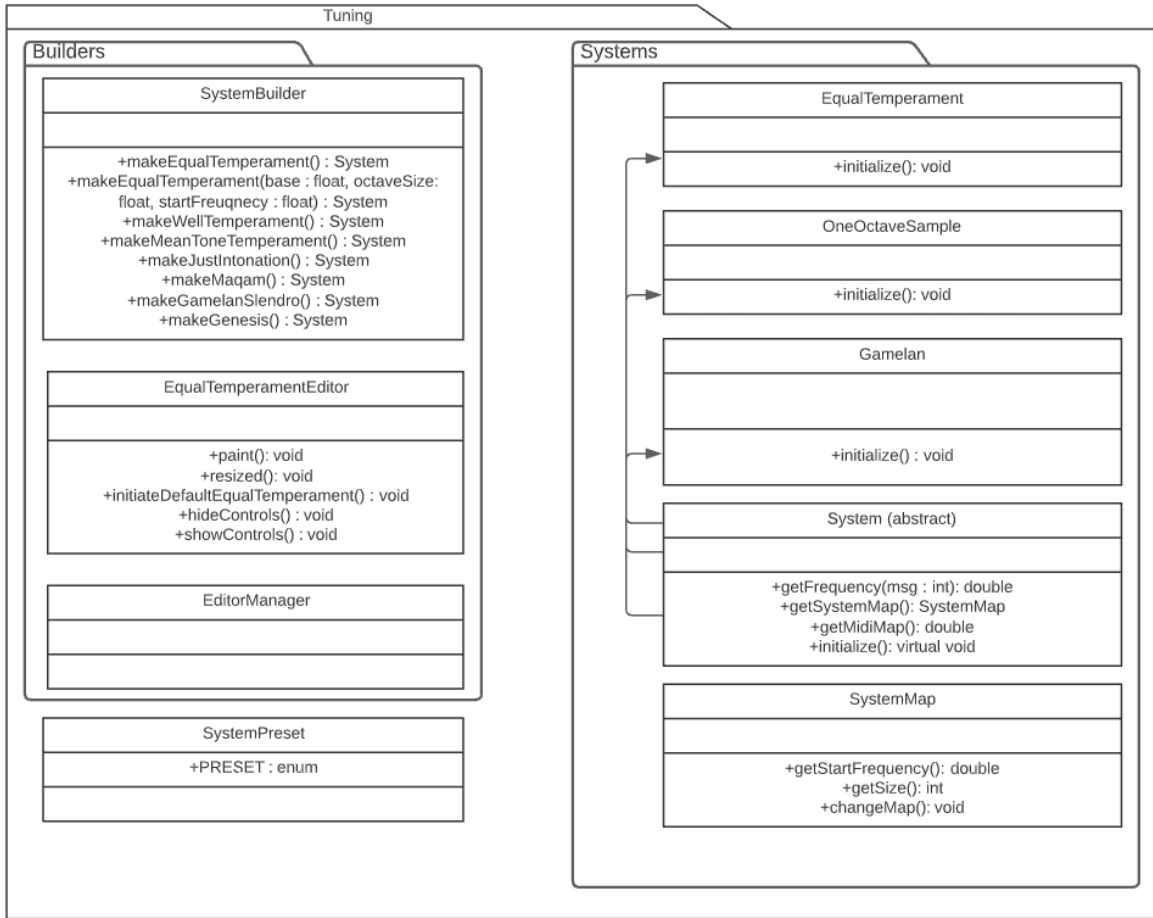 Tuning
Builders
SystemBuilder
+makeEqualTemperament() : System
+makeEqualTemperament(base : float, octaveSize:
float, startFreuqnecy : float) : System
+makeWellTemperament() : System
+makeMeanToneTemperament() : System
+makeJustIntonation() : System
+makeMaqam() : System
+makeGamelanSlendro() : System
+makeGenesis() : System
EqualTemperamentEditor
+paint(): void
+resized(): void
+initiateDefaultEqualTemperament() : void
+hideControls() : void
+showControls() : void
EditorManager
SystemPreset
+PRESET : enum
Systems
EqualTemperament
+initialize(): void
OneOctaveSample
+initialize(): void
Gamelan
+initialize() : void
System (abstract)
+getFrequency(msg : int): double
+getSystemMap(): SystemMap
+getMidiMap(): double
+initialize(): virtual void
SystemMap
+getStartFrequency(): double
+getSize(): int
+changeMap(): void